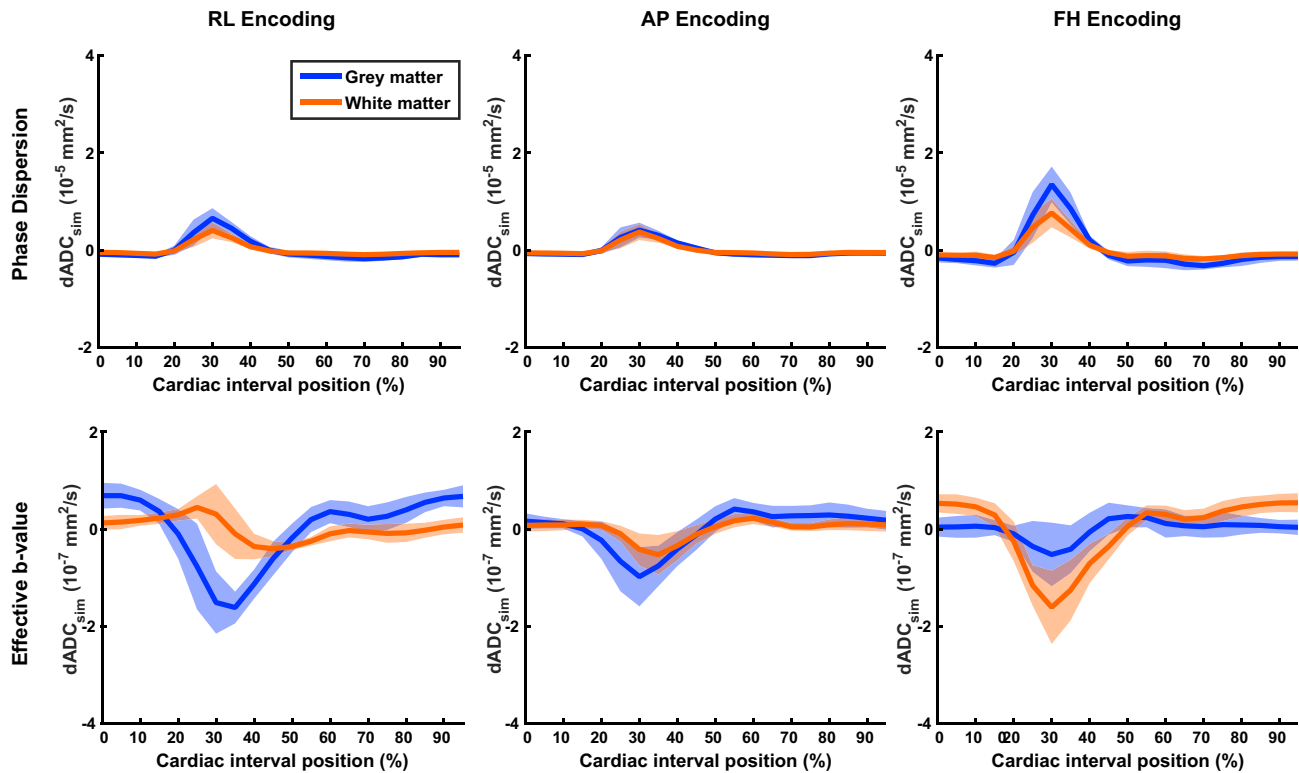 RL Encoding
AP Encoding
FH Encoding
Phase Dispersion
dADCsim (10-5 mm2/s)
4
2
0
-2
Grey matter
White matter
0 10 20 30 40 50 60 70 80 90
Cardiac interval position (%)
dADCsim (10-5 mm2/s)
4
2
0
-2
0 10 20 30 40 50 60 70 80 90
Cardiac interval position (%)
dADCsim (10-5 mm2/s)
4
2
0
-2
0 10 20 30 40 50 60 70 80 90
Cardiac interval position (%)
Effective b-value
dADCsim (10-7 mm2/s)
2
0
-2
-4
0 10 20 30 40 50 60 70 80 90
Cardiac interval position (%)
dADCsim (10-7 mm2/s)
2
0
-2
-4
0 10 20 30 40 50 60 70 80 90
Cardiac interval position (%)
dADCsim (10-7 mm2/s)
2
0
-2
-4
0 10 30 40 50 60 70 80 90
Cardiac interval position (%)